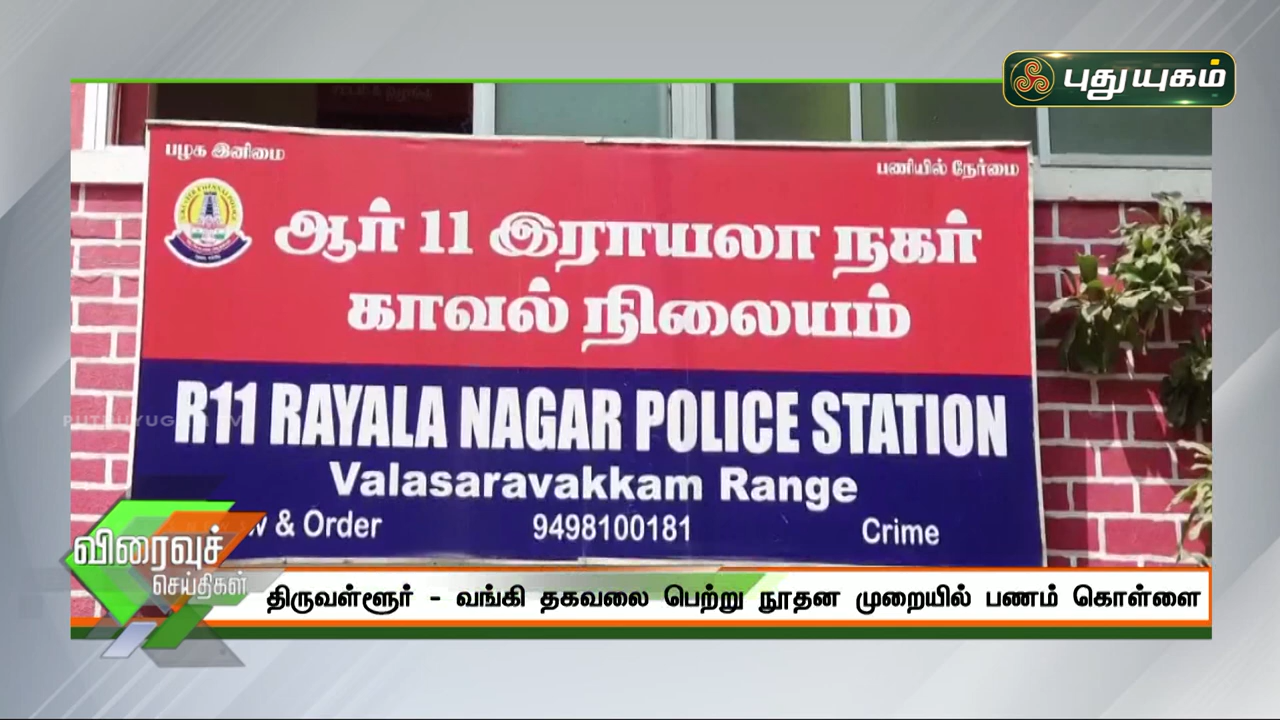 புதுயுகம்
பழக இனிமை
பணியில் நேர்மை
ஆர் 11 இராயலா நகர்
காவல் நிலையம்
R11 RAYALA NAGAR POLICE STATION
Valasaravakkam Range
& Order 9498100181 Crime
விரைவுச்
செய்திகள்
திருவள்ளூர் - வங்கி தகவலை பெற்று நூதன முறையில் பணம் கொள்ளை